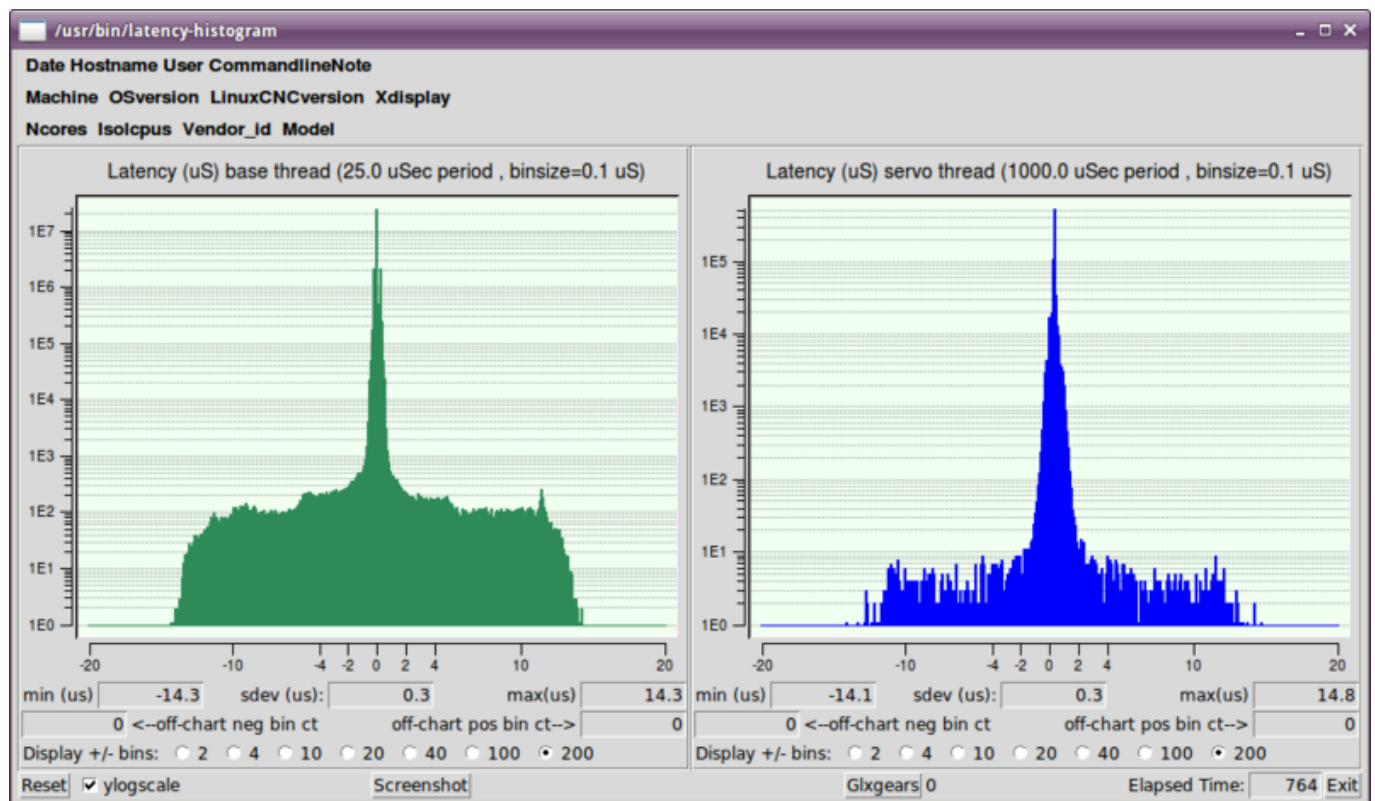 /usr/bin/latency-histogram
Date Hostname User CommandlineNote
Machine OSversion LinuxCNCversion Xdisplay
Ncores Isolcpus Vendor_id Model
Latency (uS) base thread (25.0 uSec period , binsize=0.1 uS)
1E7
1E6
1E5
1E4
1E3
1E2
1E1
1E0
-20 -10 -4 -2 0 2 4 10 20
min (us) -14.3 sdev (us): 0.3 max(us) 14.3
0 <--off-chart neg bin ct off-chart pos bin ct--> 0
Display +/- bins: 2 4 10 20 40 100 200
Latency (uS) servo thread (1000.0 uSec period , binsize=0.1 uS)
1E5
1E4
1E3
1E2
1E1
1E0
-20 -10 -4 -2 0 2 4 10 20
min (us) -14.1 sdev (us): 0.3 max(us) 14.8
0 <--off-chart neg bin ct off-chart pos bin ct--> 0
Display +/- bins: 2 4 10 20 40 100 200
Reset ylogscale Screenshot Glxgears 0 Elapsed Time: 764 Exit